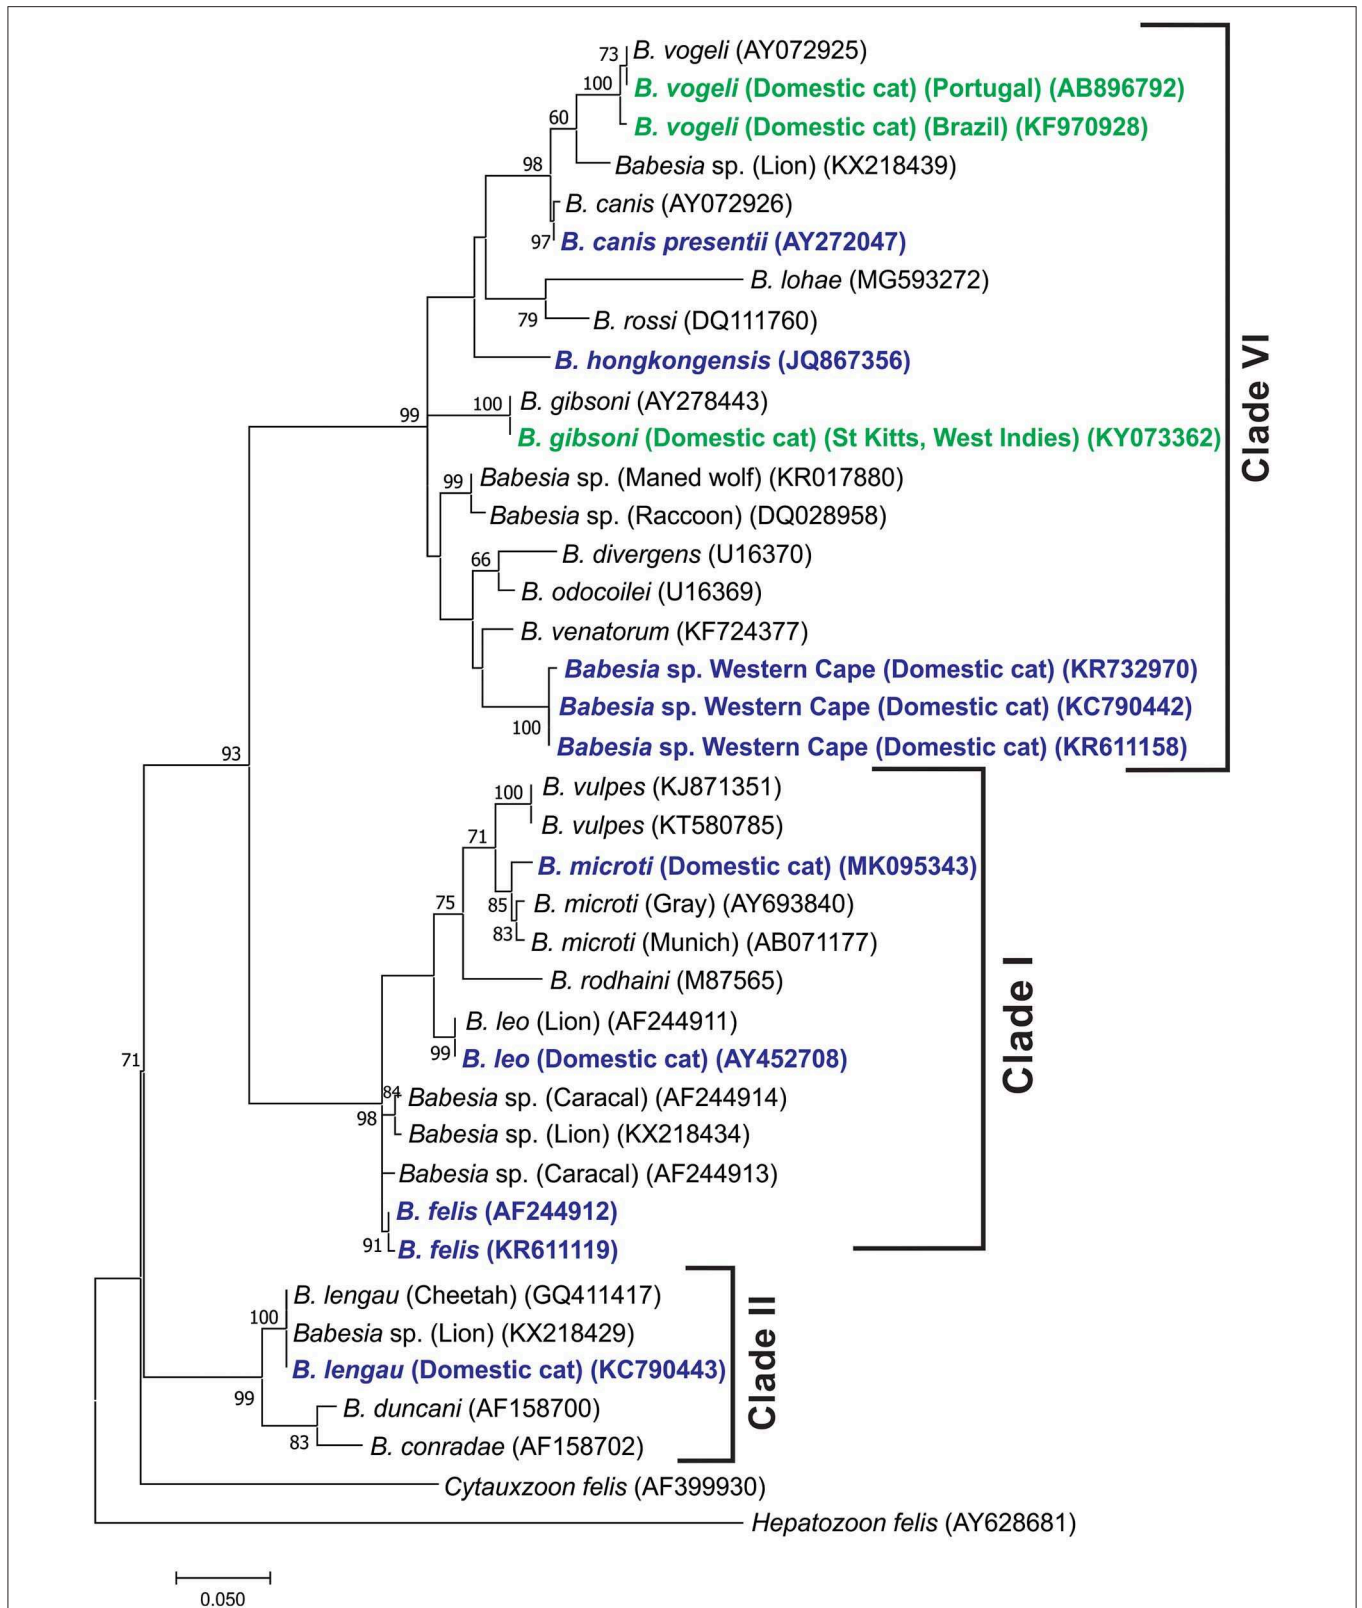 73
B. vogeli (AY072925)
100
B. vogeli (Domestic cat) (Portugal) (AB896792)
60
B. vogeli (Domestic cat) (Brazil) (KF970928)
98
Babesia sp. (Lion) (KX218439)
B. canis (AY072926)
97
B. canis presentii (AY272047)
B. lohae (MG593272)
79
B. rossi (DQ111760)
B. hongkongensis (JQ867356)
99
100
B. gibsoni (AY278443)
B. gibsoni (Domestic cat) (St Kitts, West Indies) (KY073362)
Clade VI
99
Babesia sp. (Maned wolf) (KR017880)
Babesia sp. (Raccoon) (DQ028958)
66
B. divergens (U16370)
B. odocoilei (U16369)
B. venatorum (KF724377)
Babesia sp. Western Cape (Domestic cat) (KR732970)
Babesia sp. Western Cape (Domestic cat) (KC790442)
100
Babesia sp. Western Cape (Domestic cat) (KR611158)
93
100
B. vulpes (KJ871351)
B. vulpes (KT580785)
71
B. microti (Domestic cat) (MK095343)
75
85
B. microti (Gray) (AY693840)
83
B. microti (Munich) (AB071177)
B. rodhaini (M87565)
B. leo (Lion) (AF244911)
99
B. leo (Domestic cat) (AY452708)
Clade I
71
84
Babesia sp. (Caracal) (AF244914)
98
Babesia sp. (Lion) (KX218434)
Babesia sp. (Caracal) (AF244913)
B. felis (AF244912)
91
B. felis (KR611119)
B. lengau (Cheetah) (GQ411417)
100
Babesia sp. (Lion) (KX218429)
B. lengau (Domestic cat) (KC790443)
Clade II
99
B. duncani (AF158700)
83
B. conradae (AF158702)
Cytauxzoon felis (AF399930)
Hepatozoon felis (AY628681)
0.050